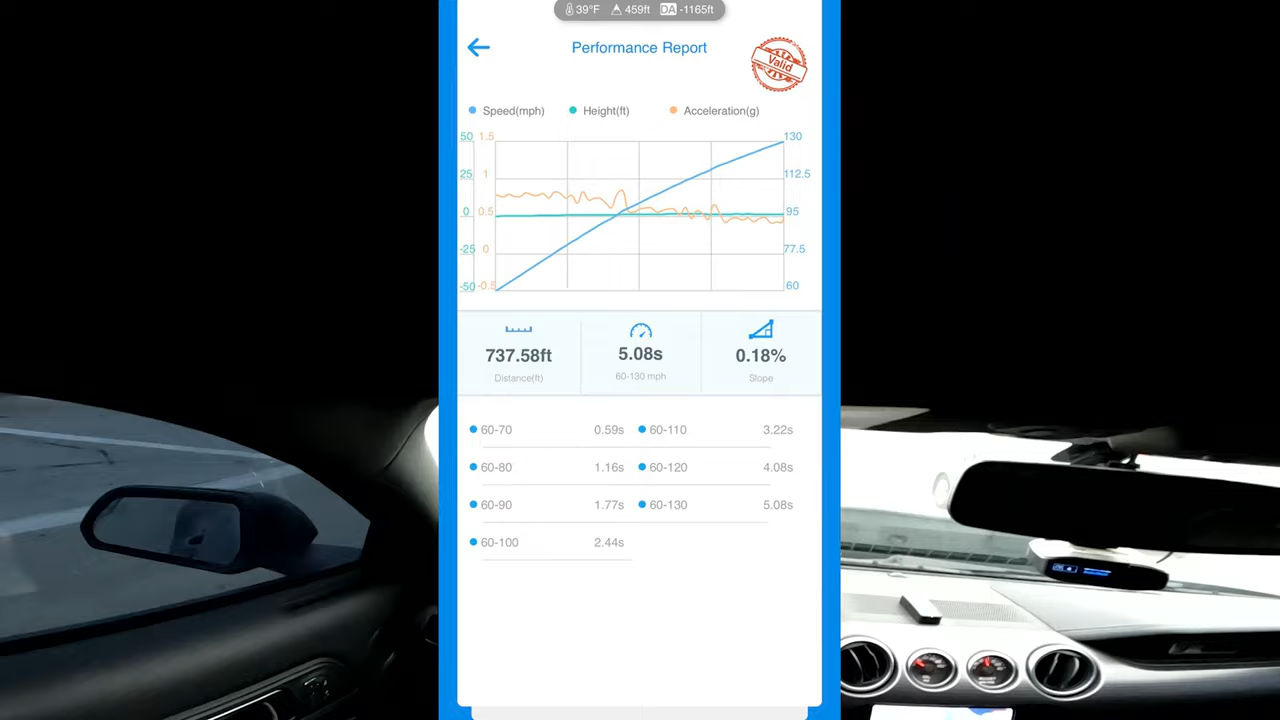 39°F 459ft DA -1165ft
Performance Report
Valid
Speed(mph) Height(ft) Acceleration(g)
50 1.5 130
25 1 112.5
0 0.5 95
-25 0 77.5
-50 -0.5 60
737.58ft 5.08s 0.18%
Distance(ft) 60-130 mph Slope
60-70 0.59s 60-110 3.22s
60-80 1.16s 60-120 4.08s
60-90 1.77s 60-130 5.08s
60-100 2.44s